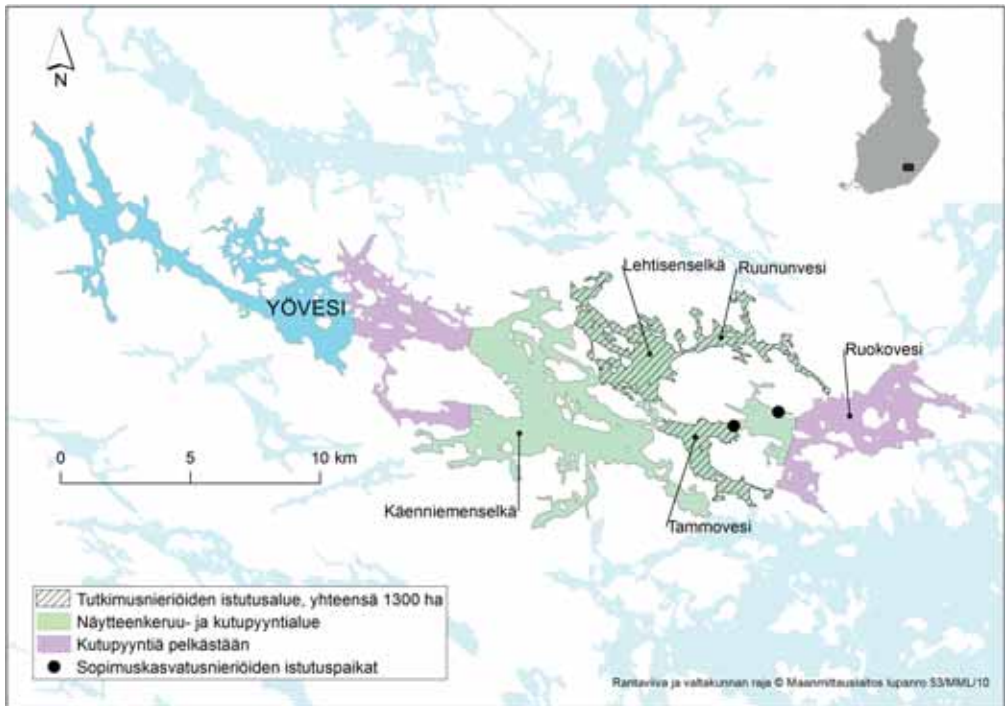 N
YÖVESI
Lehtisenselkä
Ruununvesi
Ruokovesi
0 5 10 km
Käenniemenselkä
Tammovesi
Tutkimusnieriöiden istutusalue, yhteensä 1300 ha
Näytteenkeruu- ja kutupyyntialue
Kutupyyntiä pelkästään
Sopimuskasvatusnieriöiden istutuspaikat
Rantaviiva ja valtakunnan raja © Maanmittauslaitos lupanro 53/MML/10